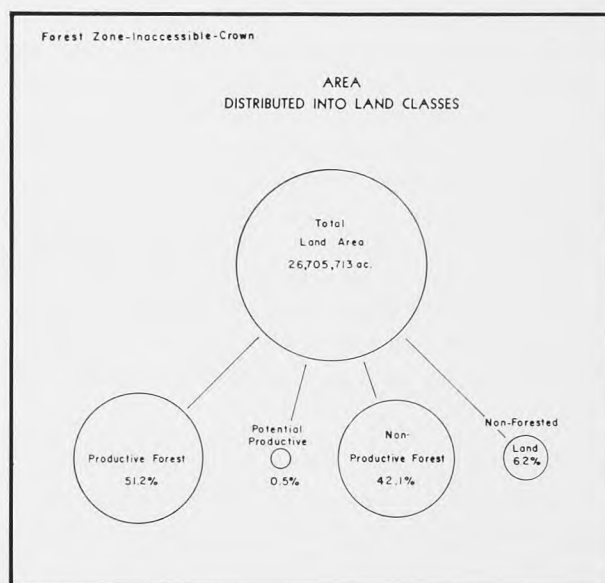 Forest Zone-Inaccessible-Crown
AREA
DISTRIBUTED INTO LAND CLASSES
Total
Land Area
26,705,713 ac.
Productive Forest
51.2%
Potential
Productive
0.5%
Non-
Productive Forest
42.1%
Non-Forested
Land
6.2%